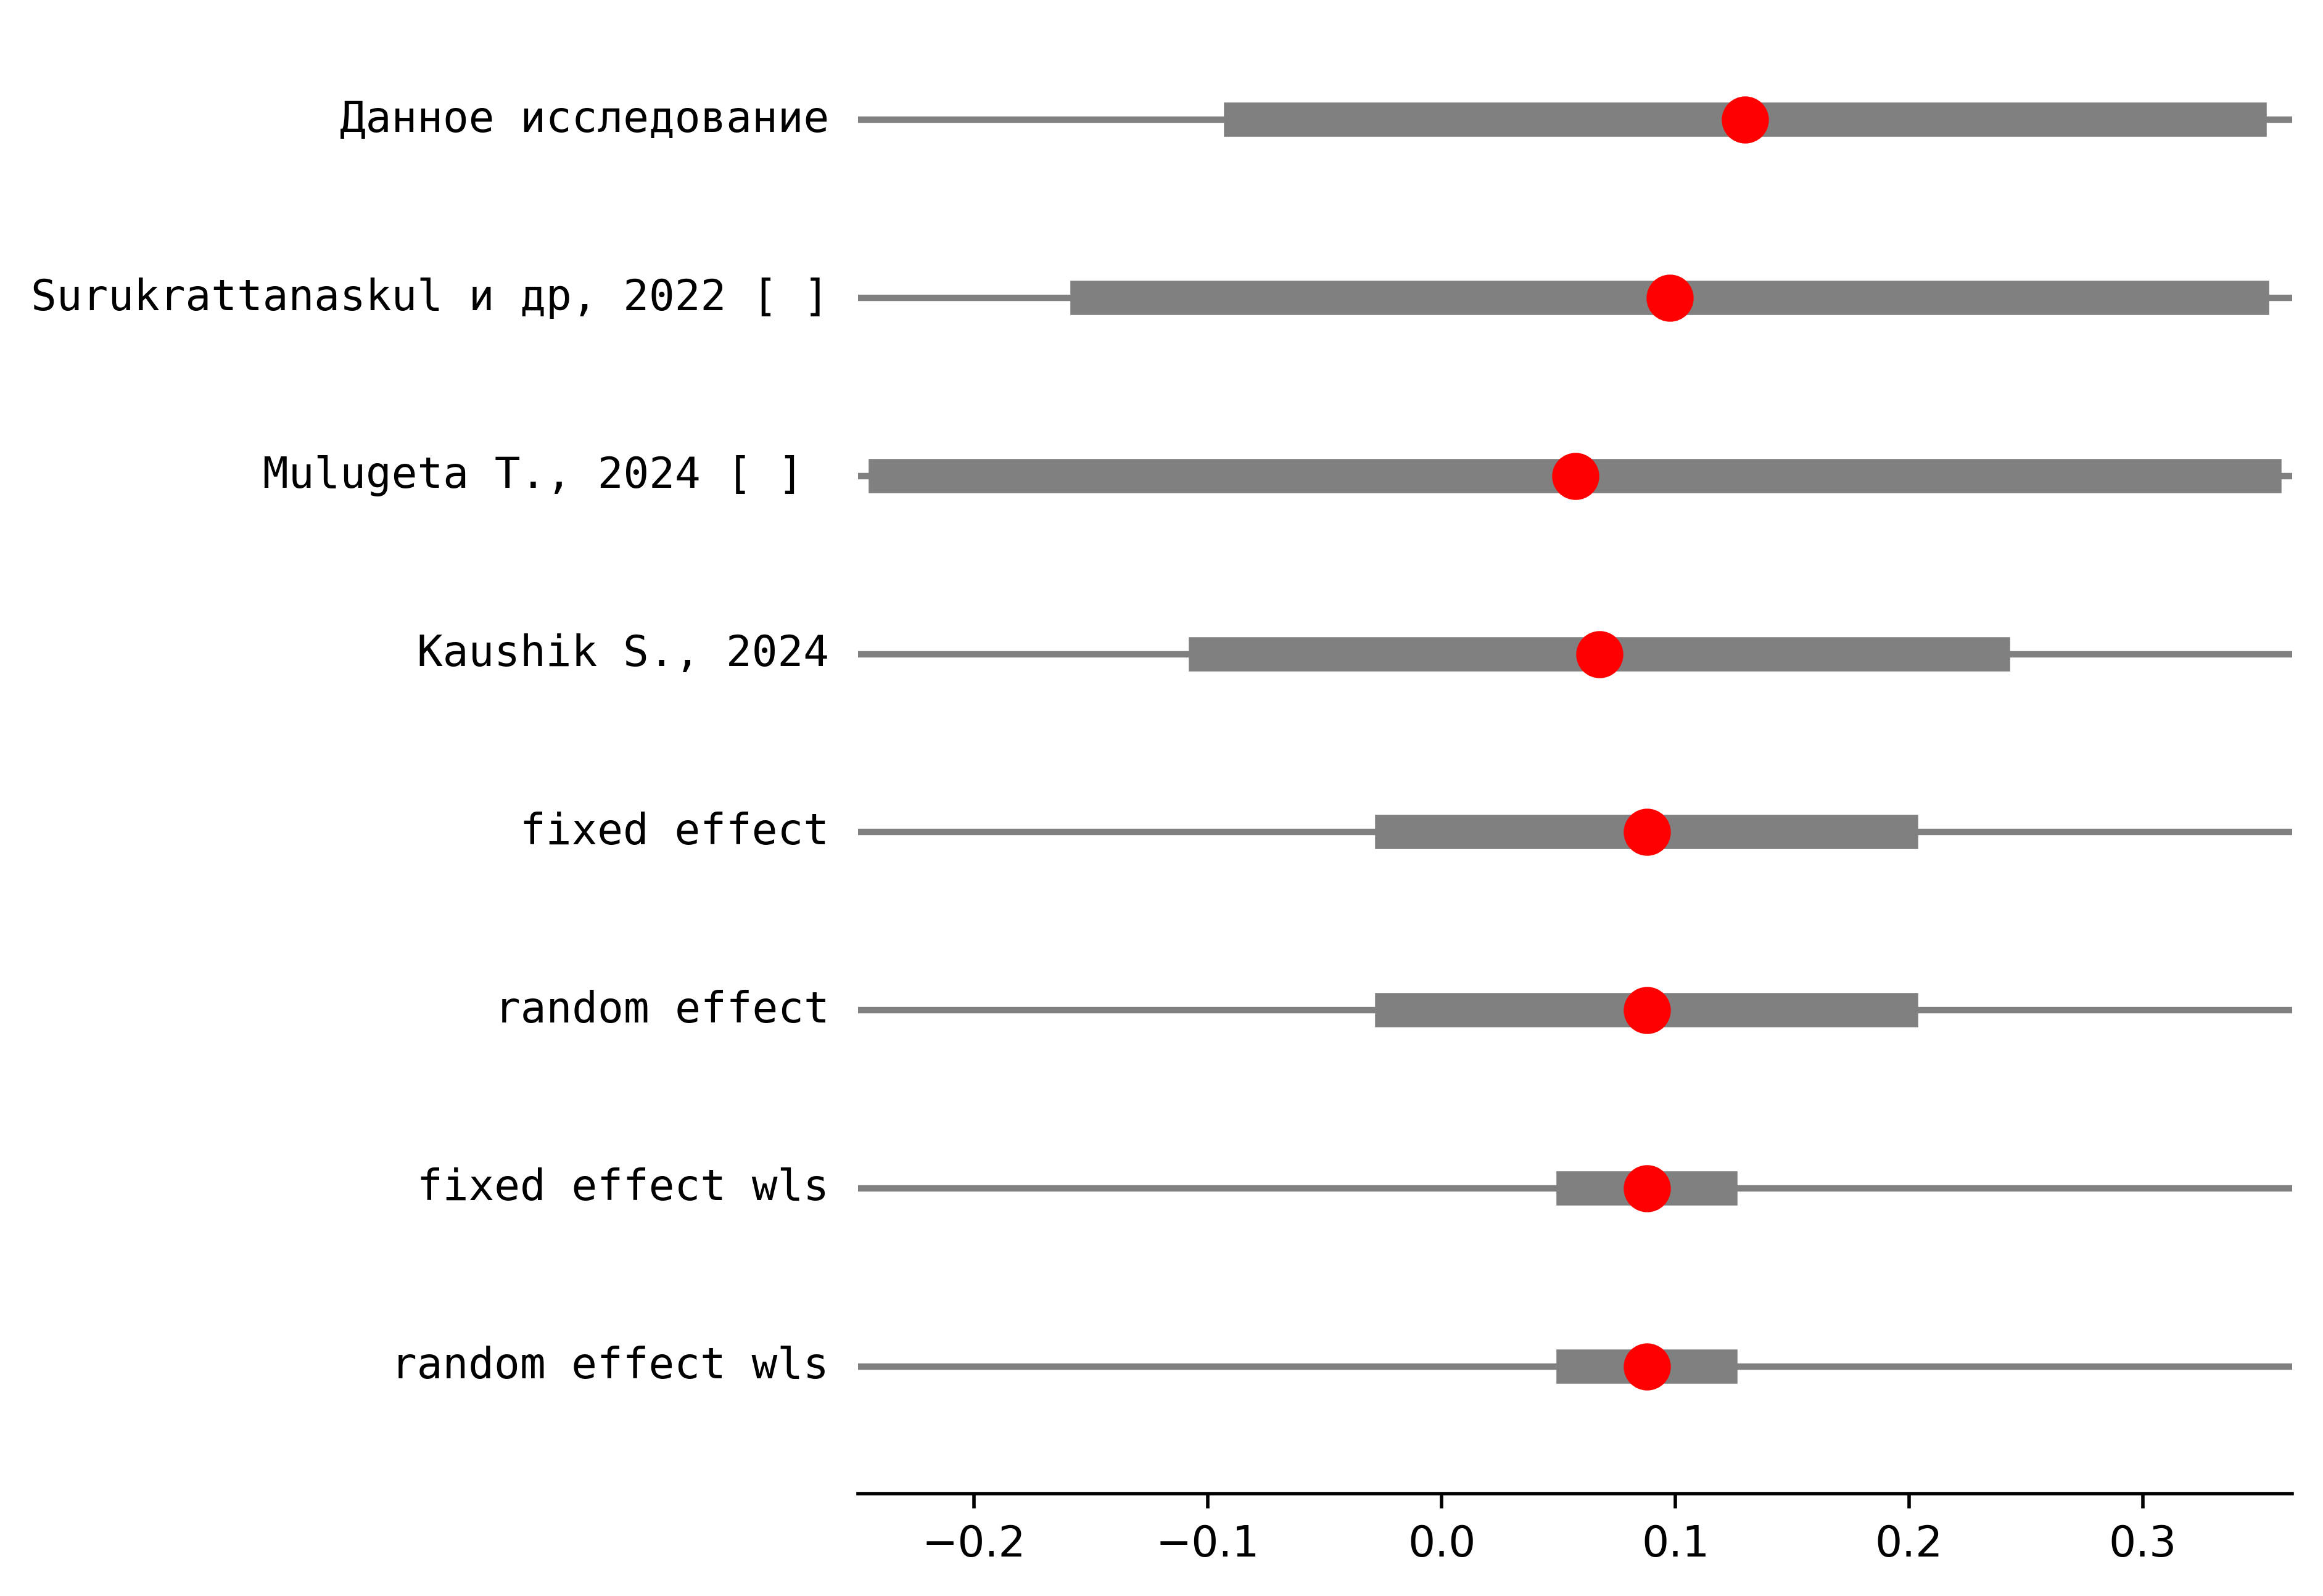 Данное исследование
Surukrattanaskul и др, 2022 [ ]
Mulugeta T., 2024 [ ]
Kaushik S., 2024
fixed effect
random effect
fixed effect wls
random effect wls
−0.2 −0.1 0.0 0.1 0.2 0.3